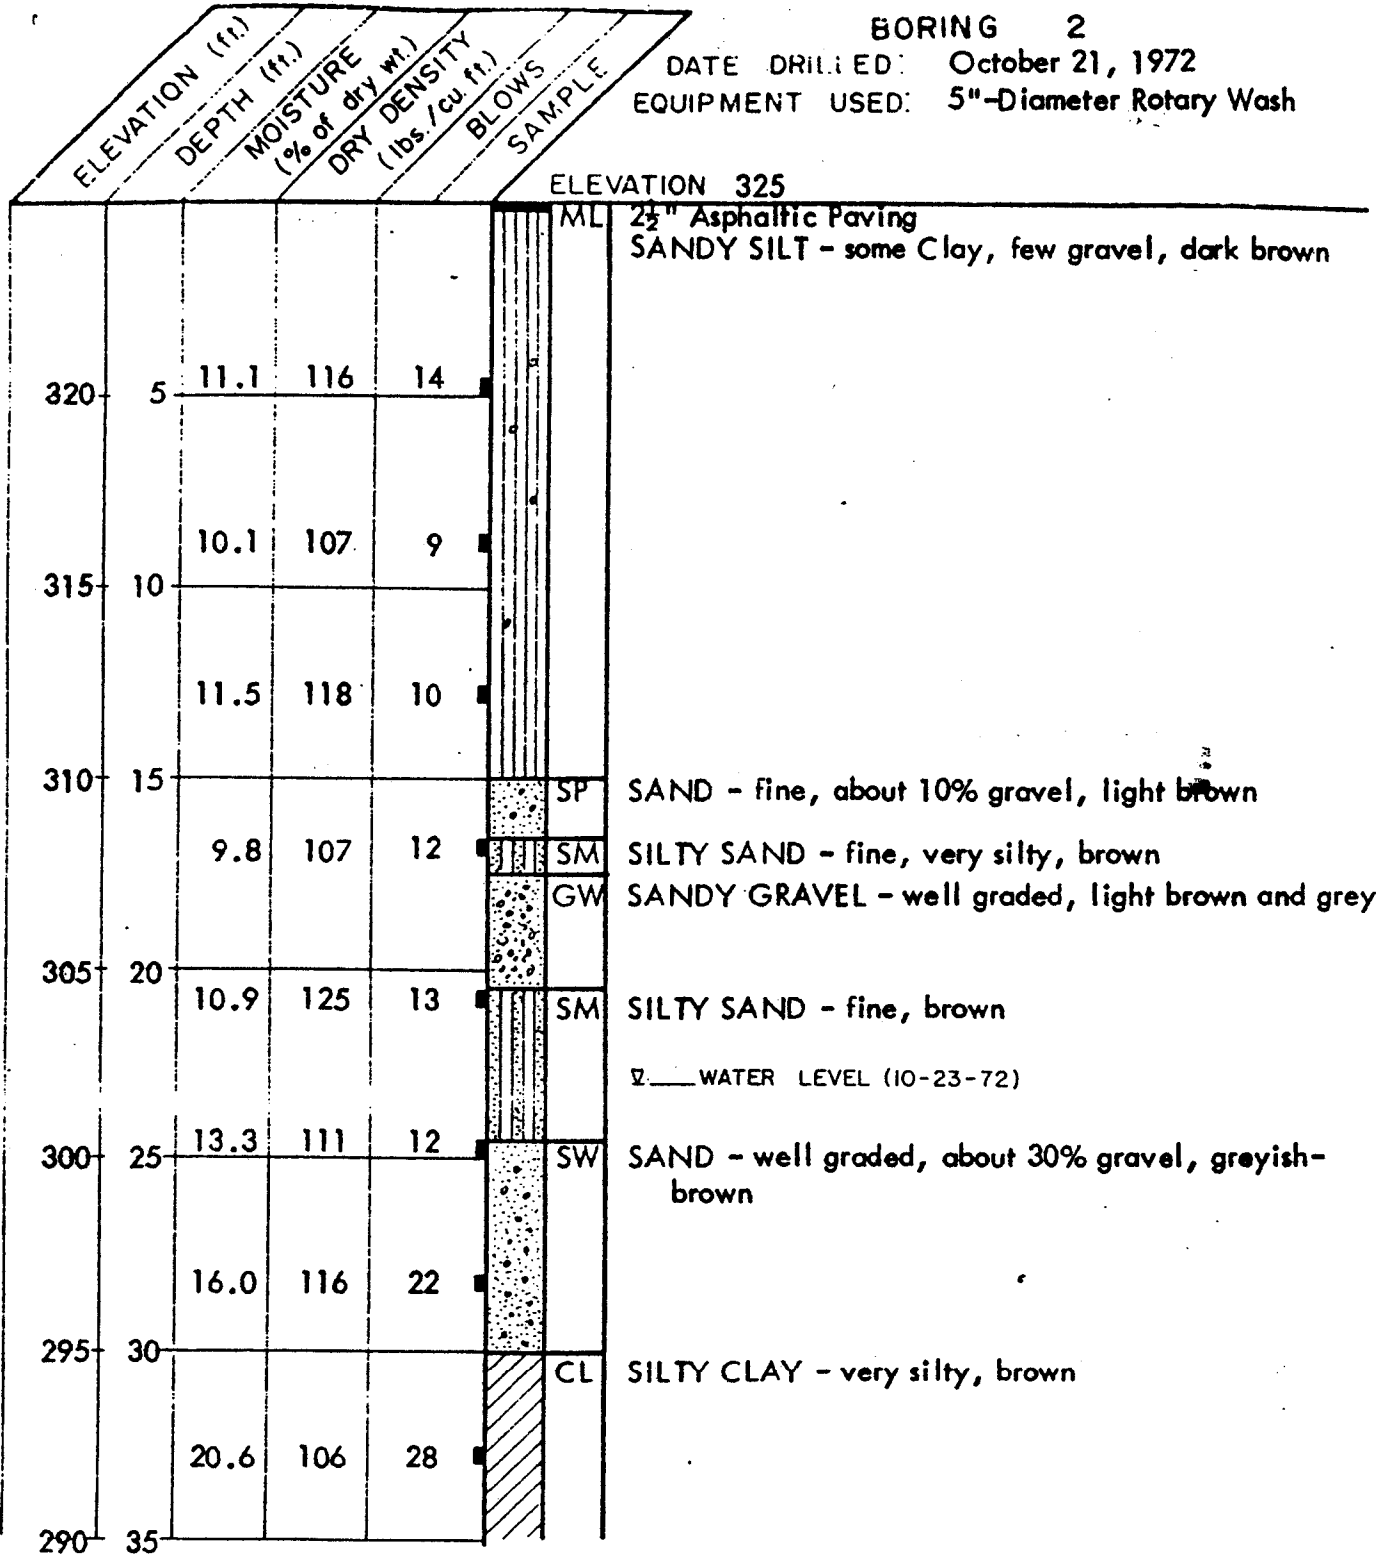 BORING 2
DATE DRILLED: October 21, 1972
EQUIPMENT USED: 5"-Diameter Rotary Wash
ELEVATION (ft.)
DEPTH (ft.)
MOISTURE
(% of dry wt.)
DRY DENSITY
(lbs./cu. ft.)
BLOWS
SAMPLE
ELEVATION 325
ML 2½" Asphaltic Paving
SANDY SILT - some Clay, few gravel, dark brown
11.1 116 14
320 5
10.1 107 9
315 10
11.5 118 10
310 15
SP SAND - fine, about 10% gravel, light brown
9.8 107 12 SM SILTY SAND - fine, very silty, brown
GW SANDY GRAVEL - well graded, light brown and grey
305 20
10.9 125 13 SM SILTY SAND - fine, brown
WATER LEVEL (10-23-72)
13.3 111 12
300 25 SW SAND - well graded, about 30% gravel, greyish-
brown
16.0 116 22
295 30
CL SILTY CLAY - very silty, brown
20.6 106 28
290 35